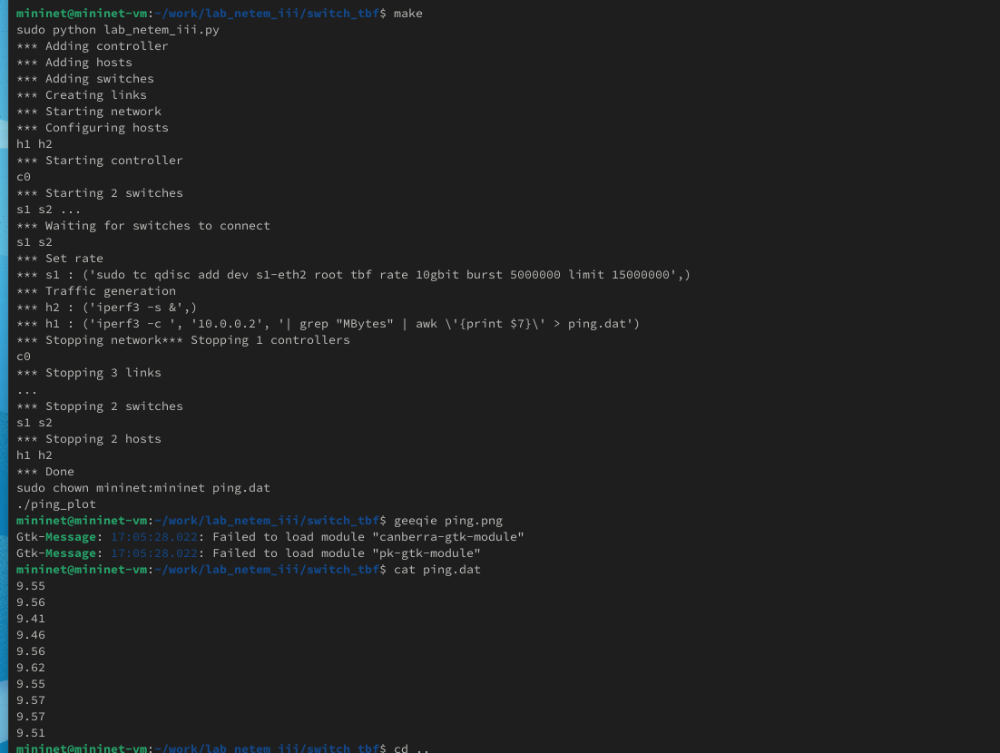 mininet@mininet-vm:~/work/lab_netem_iii/switch_tbf$ make
sudo python lab_netem_iii.py
*** Adding controller
*** Adding hosts
*** Adding switches
*** Creating links
*** Starting network
*** Configuring hosts
h1 h2
*** Starting controller
c0
*** Starting 2 switches
s1 s2 ...
*** Waiting for switches to connect
s1 s2
*** Set rate
*** s1 : ('sudo tc qdisc add dev s1-eth2 root tbf rate 10gbit burst 5000000 limit 15000000',)
*** Traffic generation
*** h2 : ('iperf3 -s &',)
*** h1 : ('iperf3 -c ', '10.0.0.2', '| grep "MBytes" | awk \'{print $7}\' > ping.dat')
*** Stopping network*** Stopping 1 controllers
c0
*** Stopping 3 links
...
*** Stopping 2 switches
s1 s2
*** Stopping 2 hosts
h1 h2
*** Done
sudo chown mininet:mininet ping.dat
./ping_plot
mininet@mininet-vm:~/work/lab_netem_iii/switch_tbf$ geeqie ping.png
Gtk-Message: 17:05:28.022: Failed to load module "canberra-gtk-module"
Gtk-Message: 17:05:28.022: Failed to load module "pk-gtk-module"
mininet@mininet-vm:~/work/lab_netem_iii/switch_tbf$ cat ping.dat
9.55
9.56
9.41
9.46
9.56
9.62
9.55
9.57
9.57
9.51
mininet@mininet-vm:~/work/lab_netem_iii/switch_tbf$ cd ..